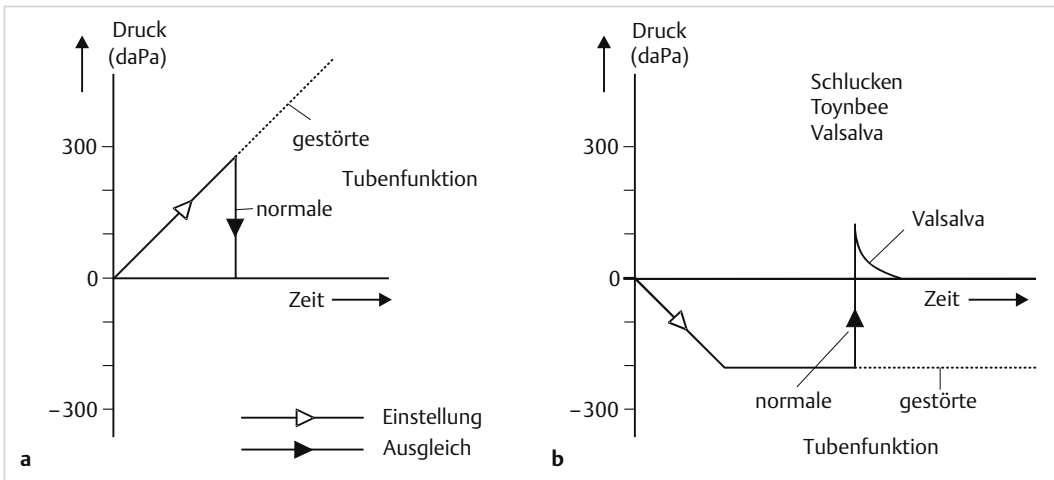 Druck
(daPa)
300
0
−300
gestörte
Tubenfunktion
normale
Zeit
Einstellung
Ausgleich
a
Druck
(daPa)
Schlucken
Toynbee
Valsalva
300
Valsalva
0
Zeit
−300
normale
gestörte
Tubenfunktion
b